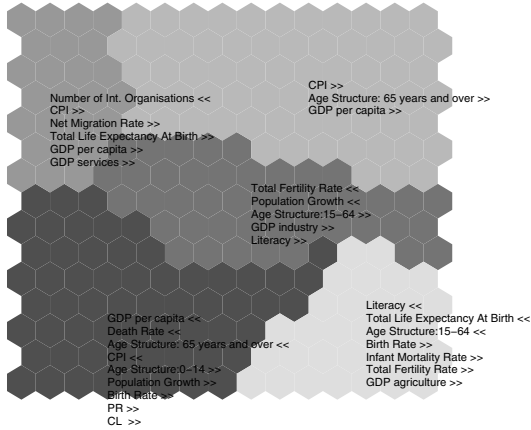 Number of Int. Organisations <<
CPI >>
Net Migration Rate >>
Total Life Expectancy At Birth >>
GDP per capita >>
GDP services >>
CPI >>
Age Structure: 65 years and over >>
GDP per capita >>
Total Fertility Rate <<
Population Growth <<
Age Structure:15–64 >>
GDP industry >>
Literacy >>
GDP per capita <<
Death Rate <<
Age Structure: 65 years and over <<
CPI <<
Age Structure:0–14 >>
Population Growth >>
Birth Rate >>
PR >>
CL >>
Literacy <<
Total Life Expectancy At Birth <<
Age Structure:15–64 <<
Birth Rate >>
Infant Mortality Rate >>
Total Fertility Rate >>
GDP agriculture >>